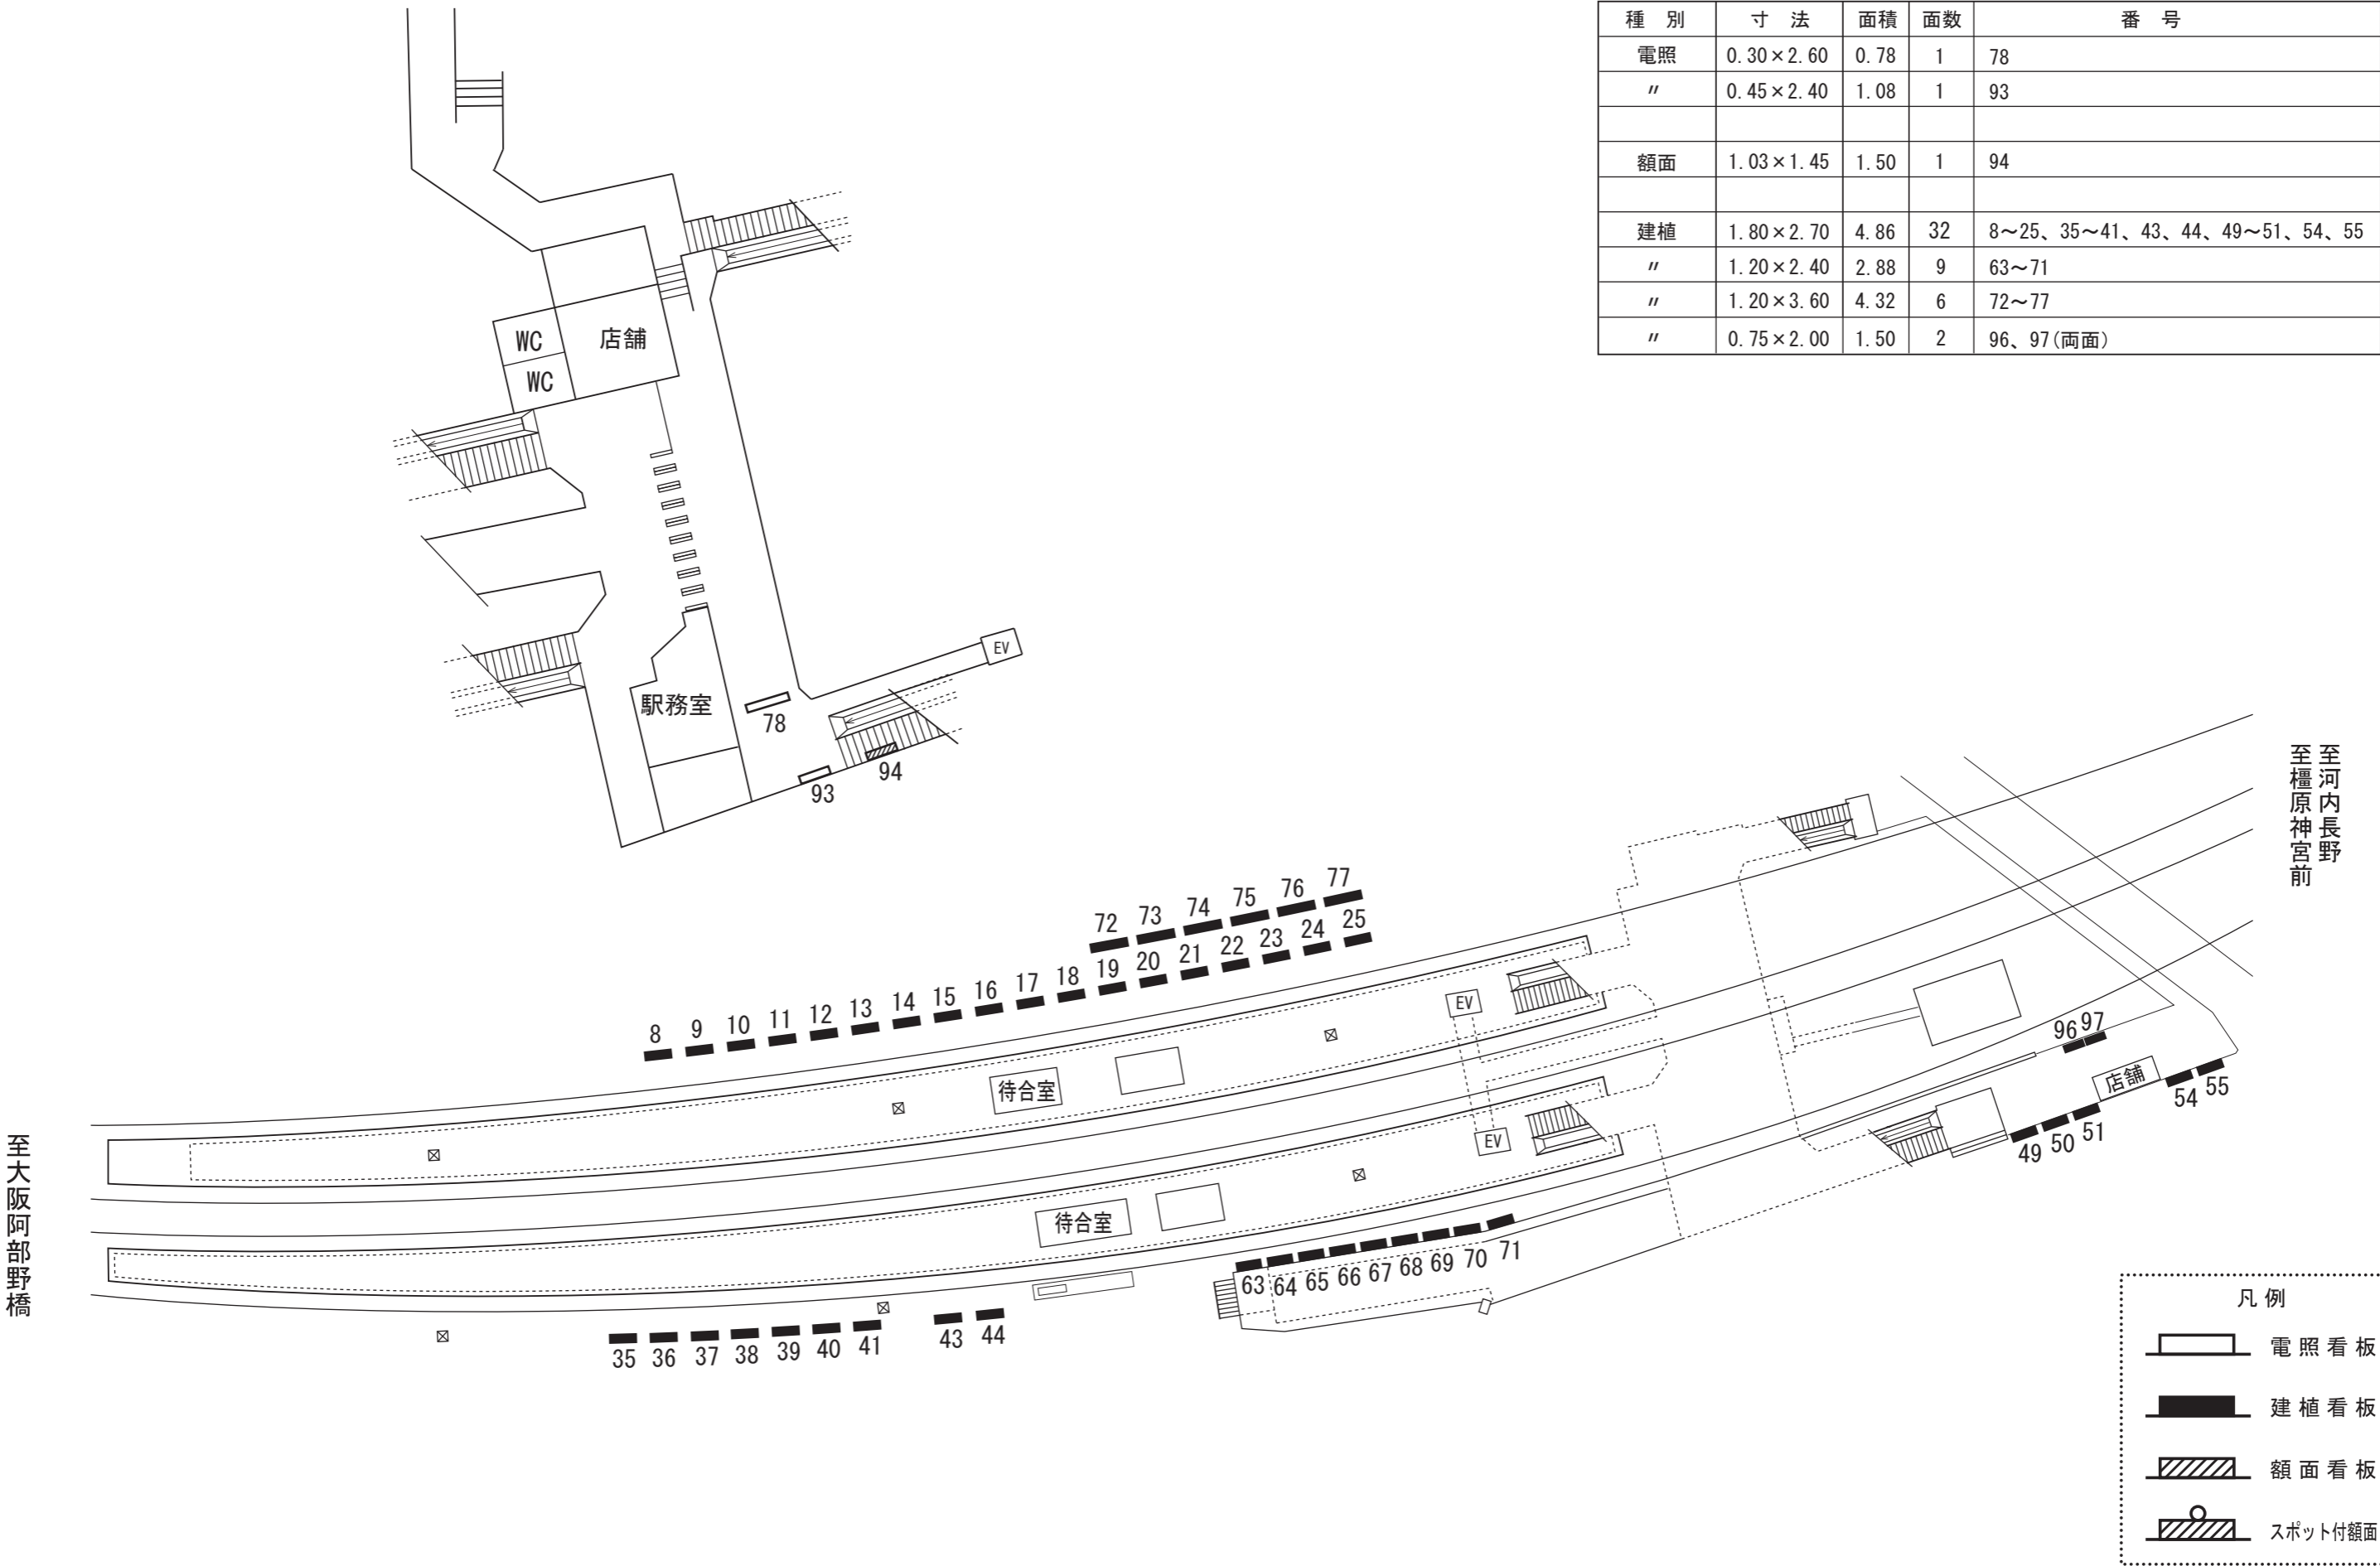 種 別 寸 法 面積 面数 番 号
電照 0.30×2.60 0.78 1 78
〃 0.45×2.40 1.08 1 93
額面 1.03×1.45 1.50 1 94
建植 1.80×2.70 4.86 32 8～25、35～41、43、44、49～51、54、55
〃 1.20×2.40 2.88 9 63～71
〃 1.20×3.60 4.32 6 72～77
〃 0.75×2.00 1.50 2 96、97(両面)
WC
店舗
WC
EV
駅務室
78
94
93
至河内長野
至橿原神宮前
72 73 74 75 76 77
8 9 10 11 12 13 14 15 16 17 18 19 20 21 22 23 24 25
EV
待合室
96 97
店舗
54 55
49 50 51
EV
待合室
至大阪阿部野橋
63 64 65 66 67 68 69 70 71
35 36 37 38 39 40 41 43 44
凡例
電照看板
建植看板
額面看板
スポット付額面